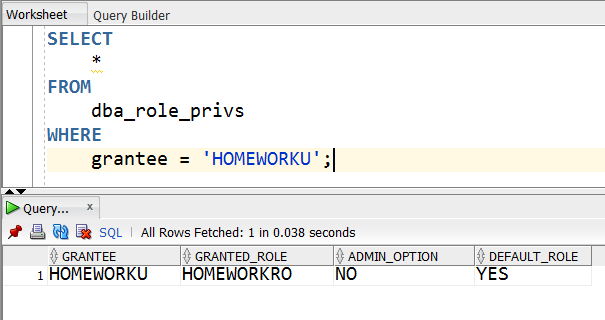 Worksheet Query Builder
SELECT
*
FROM
dba_role_privs
WHERE
grantee = 'HOMEWORKU';
Query... x
SQL | All Rows Fetched: 1 in 0.038 seconds
GRANTEE GRANTED_ROLE ADMIN_OPTION DEFAULT_ROLE
1 HOMEWORKU HOMEWORKRO NO YES